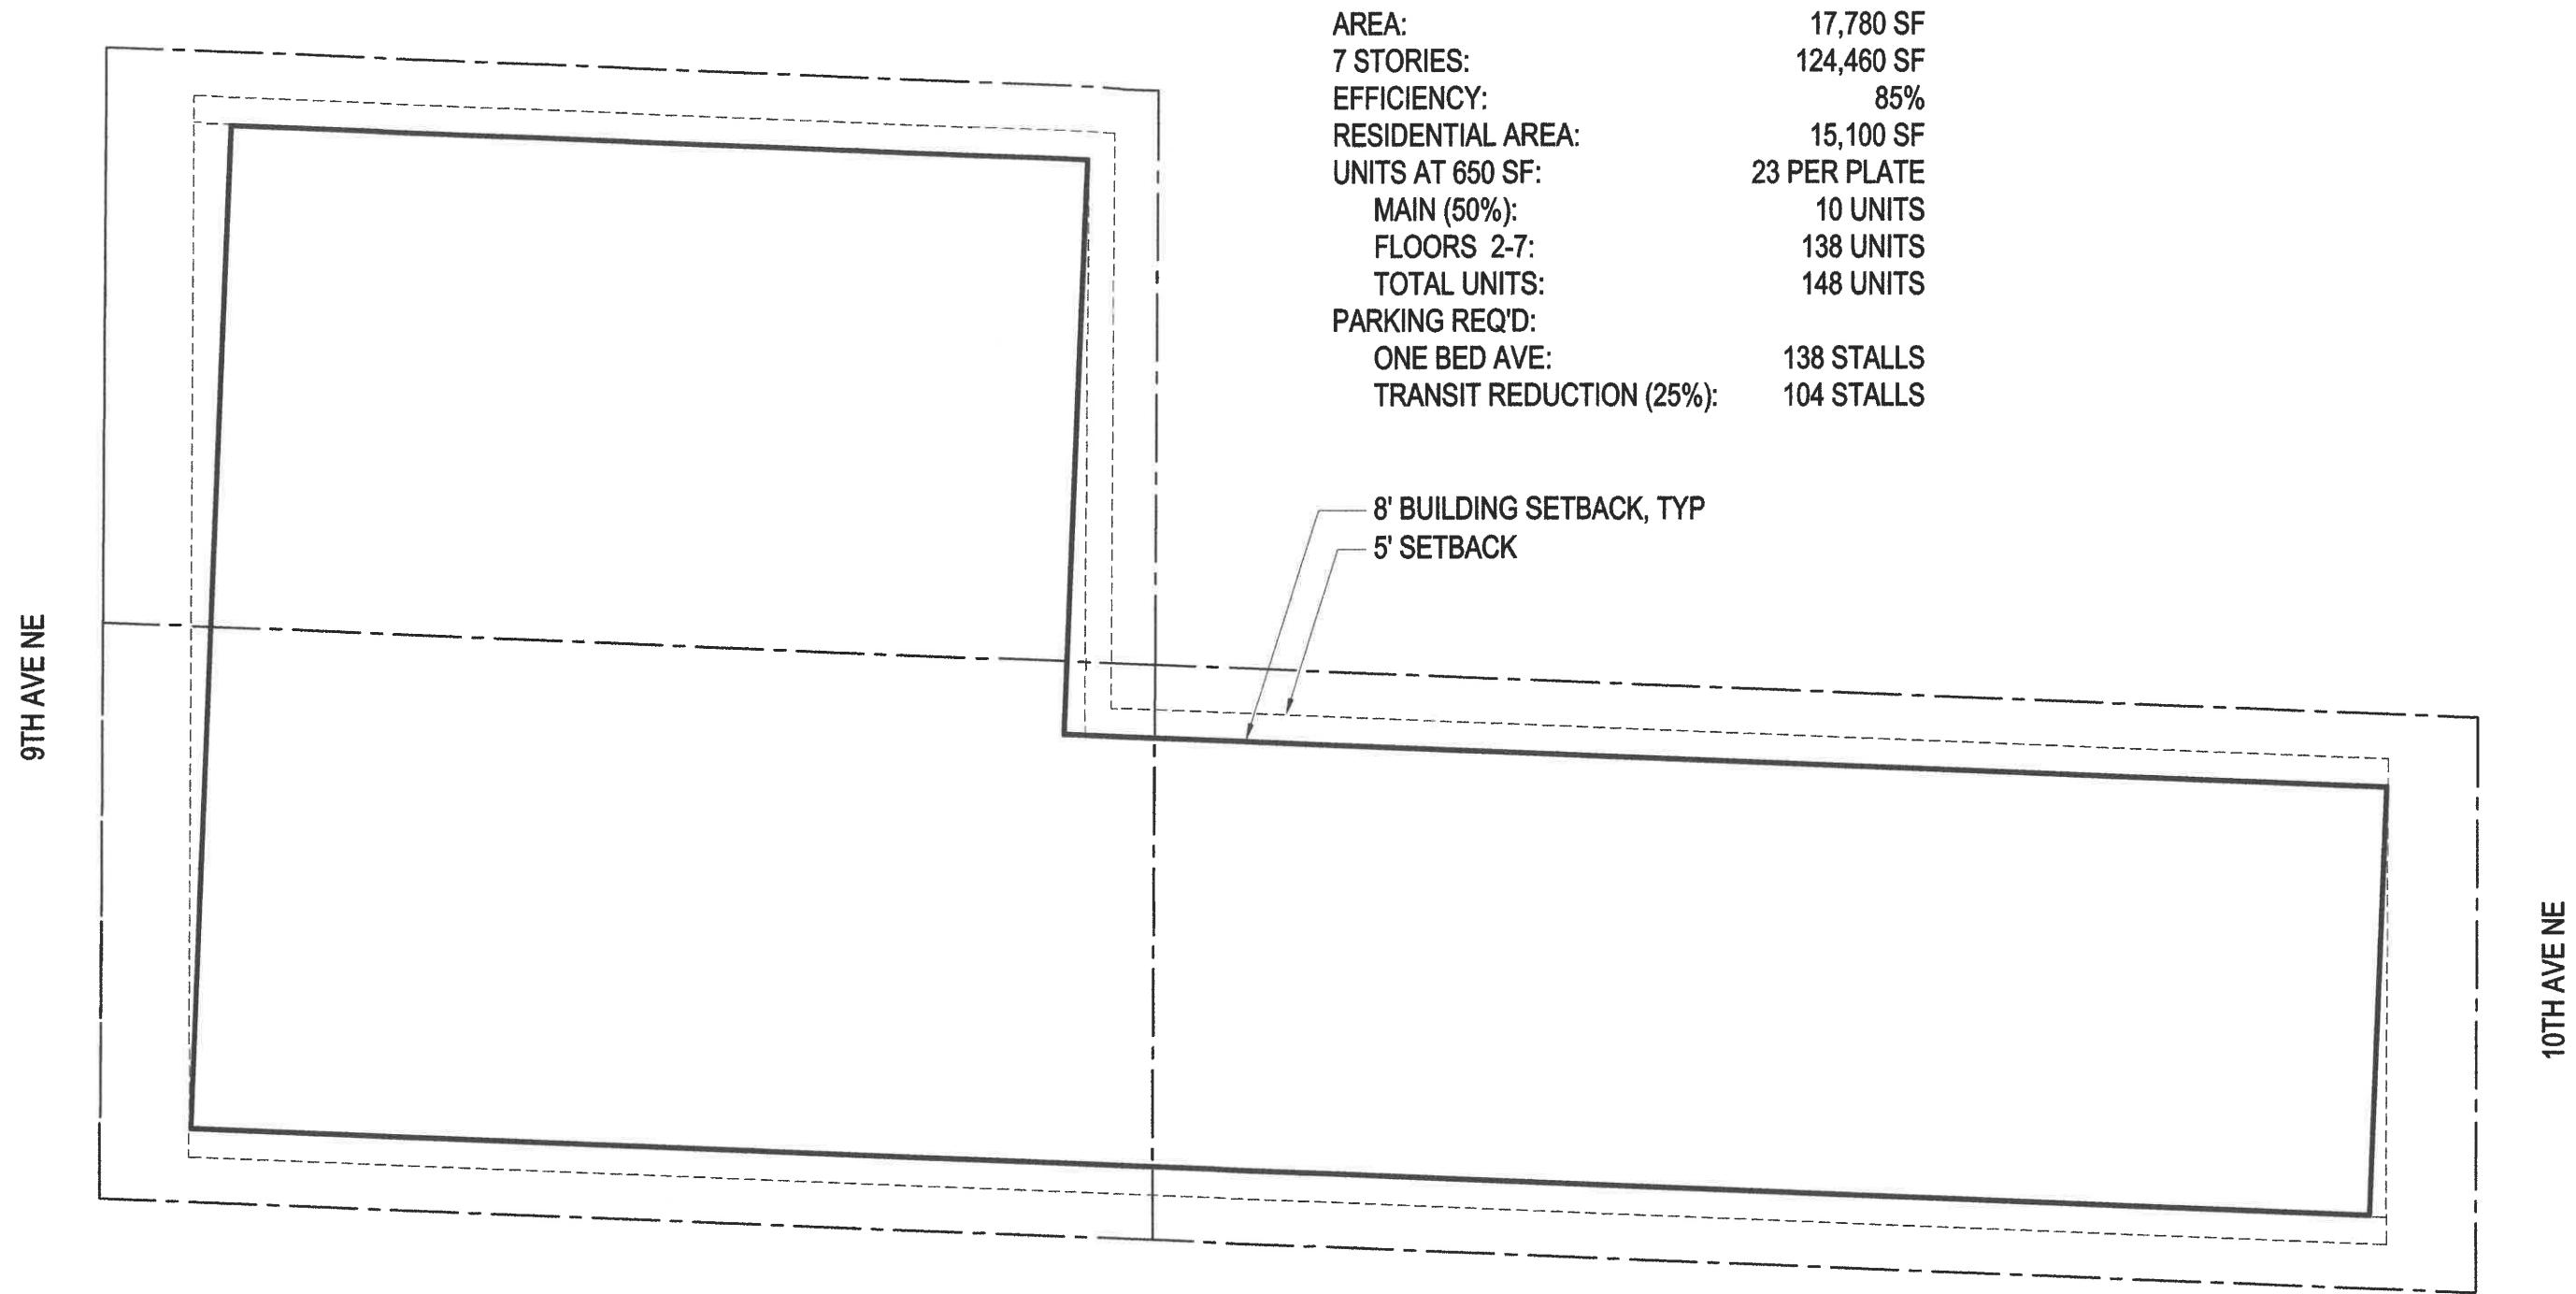 AREA: 17,780 SF
7 STORIES: 124,460 SF
EFFICIENCY: 85%
RESIDENTIAL AREA: 15,100 SF
UNITS AT 650 SF: 23 PER PLATE
MAIN (50%): 10 UNITS
FLOORS 2-7: 138 UNITS
TOTAL UNITS: 148 UNITS
PARKING REQ'D:
ONE BED AVE: 138 STALLS
TRANSIT REDUCTION (25%): 104 STALLS
8' BUILDING SETBACK, TYP
5' SETBACK
9TH AVE NE
10TH AVE NE